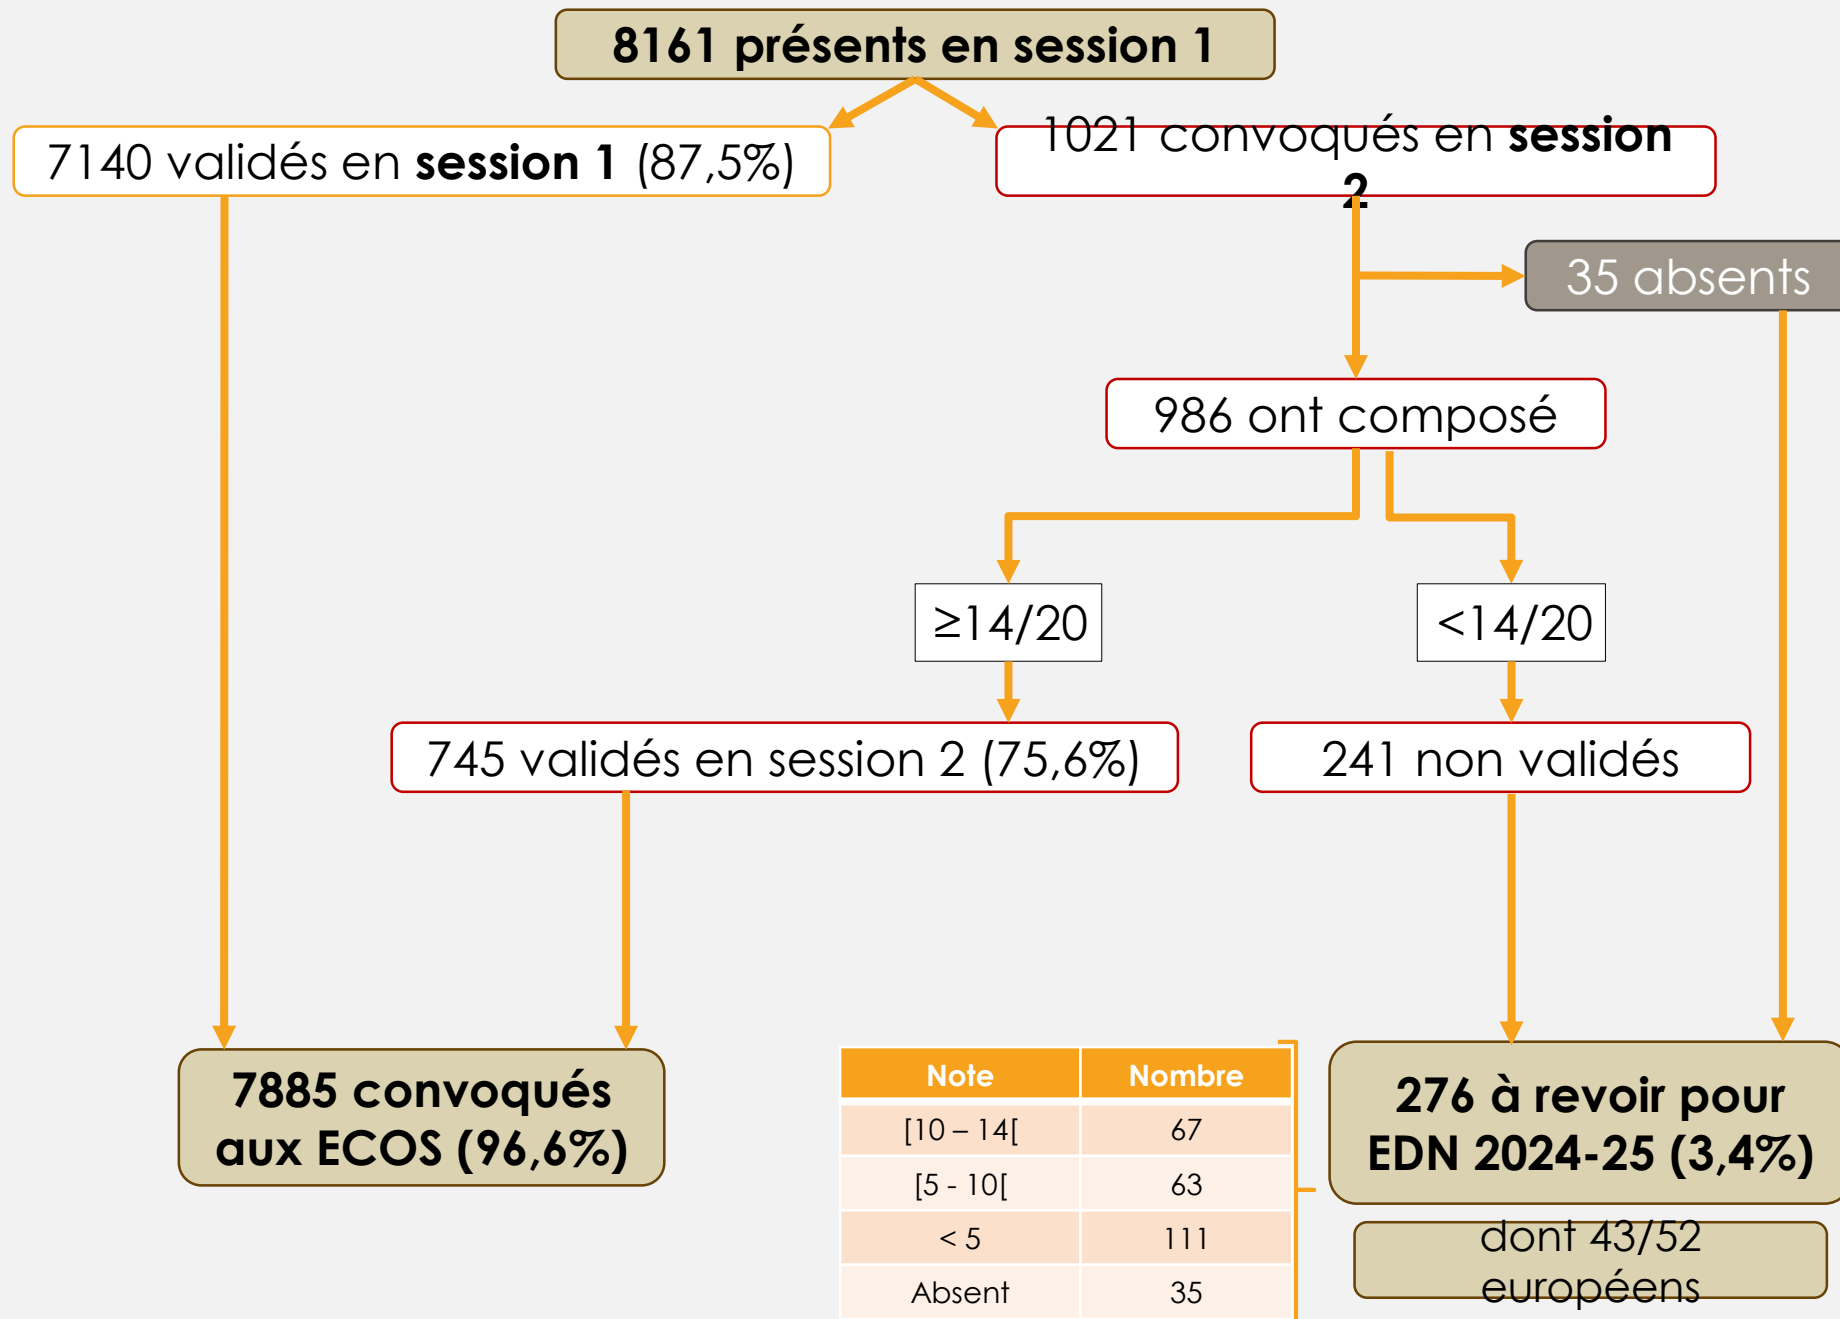 8161 présents en session 1
7140 validés en session 1 (87,5%)
1021 convoqués en session
2
35 absents
986 ont composé
≥14/20
<14/20
745 validés en session 2 (75,6%)
241 non validés
7885 convoqués
aux ECOS (96,6%)
Note Nombre
[10 – 14[ 67
[5 - 10[ 63
< 5 111
Absent 35
276 à revoir pour
EDN 2024-25 (3,4%)
dont 43/52
européens